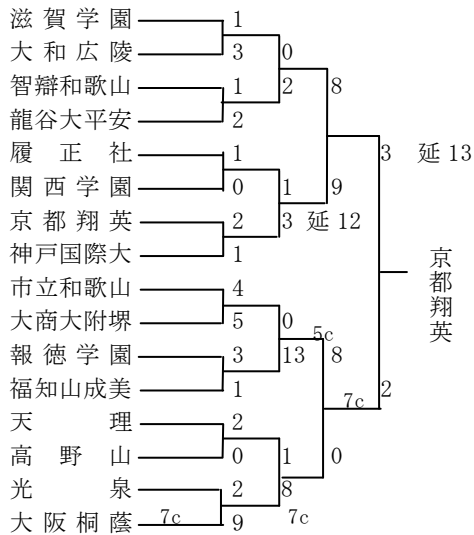 滋賀学園 1
大和広陵 3 0
智辯和歌山 1 2 8
龍谷大平安 2
履正社 1 3 延 13
関西学園 0 1 9
京都翔英 2 3 延 12
神戸国際大 1
京都翔英
市立和歌山 4
大商大附堺 5 0 5c
報徳学園 3 13 8
福知山成美 1 7c 2
天理 2
高野山 0 1 0
光泉 2 8
大阪桐蔭 7c 9 7c